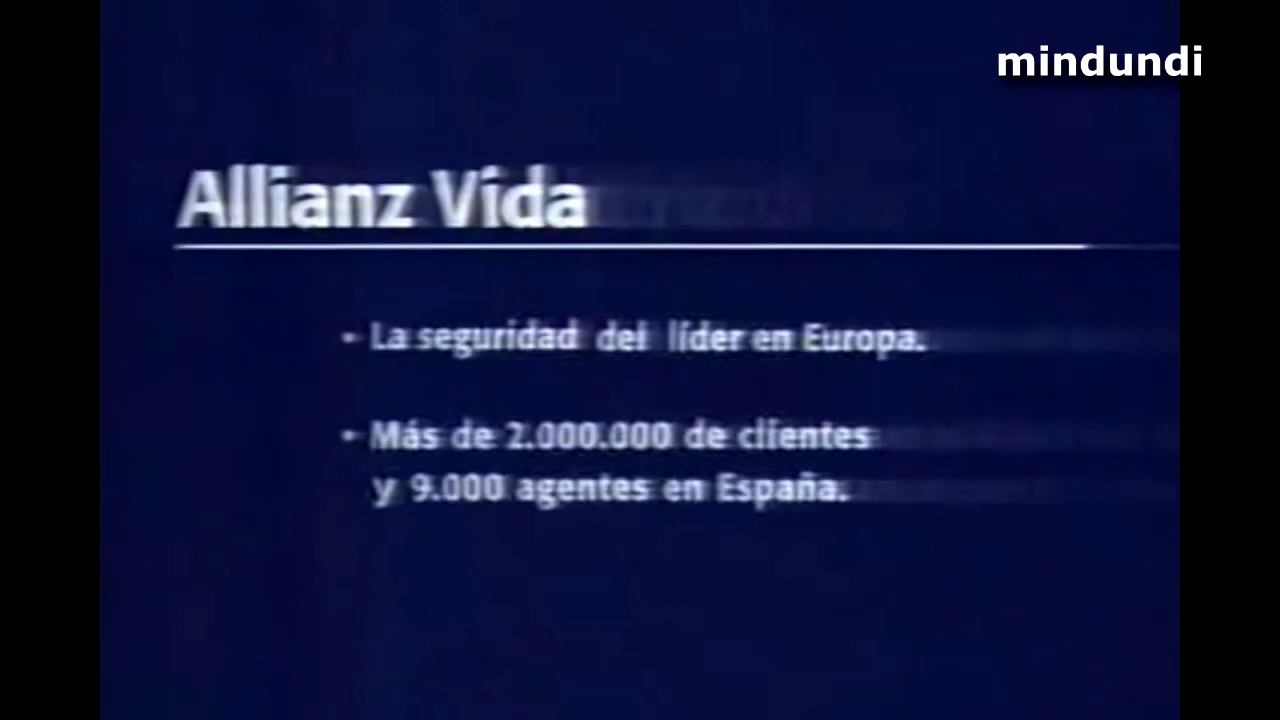 mindundi
Allianz Vida
- La seguridad del líder en Europa.
- Más de 2.000.000 de clientes
y 9.000 agentes en España.